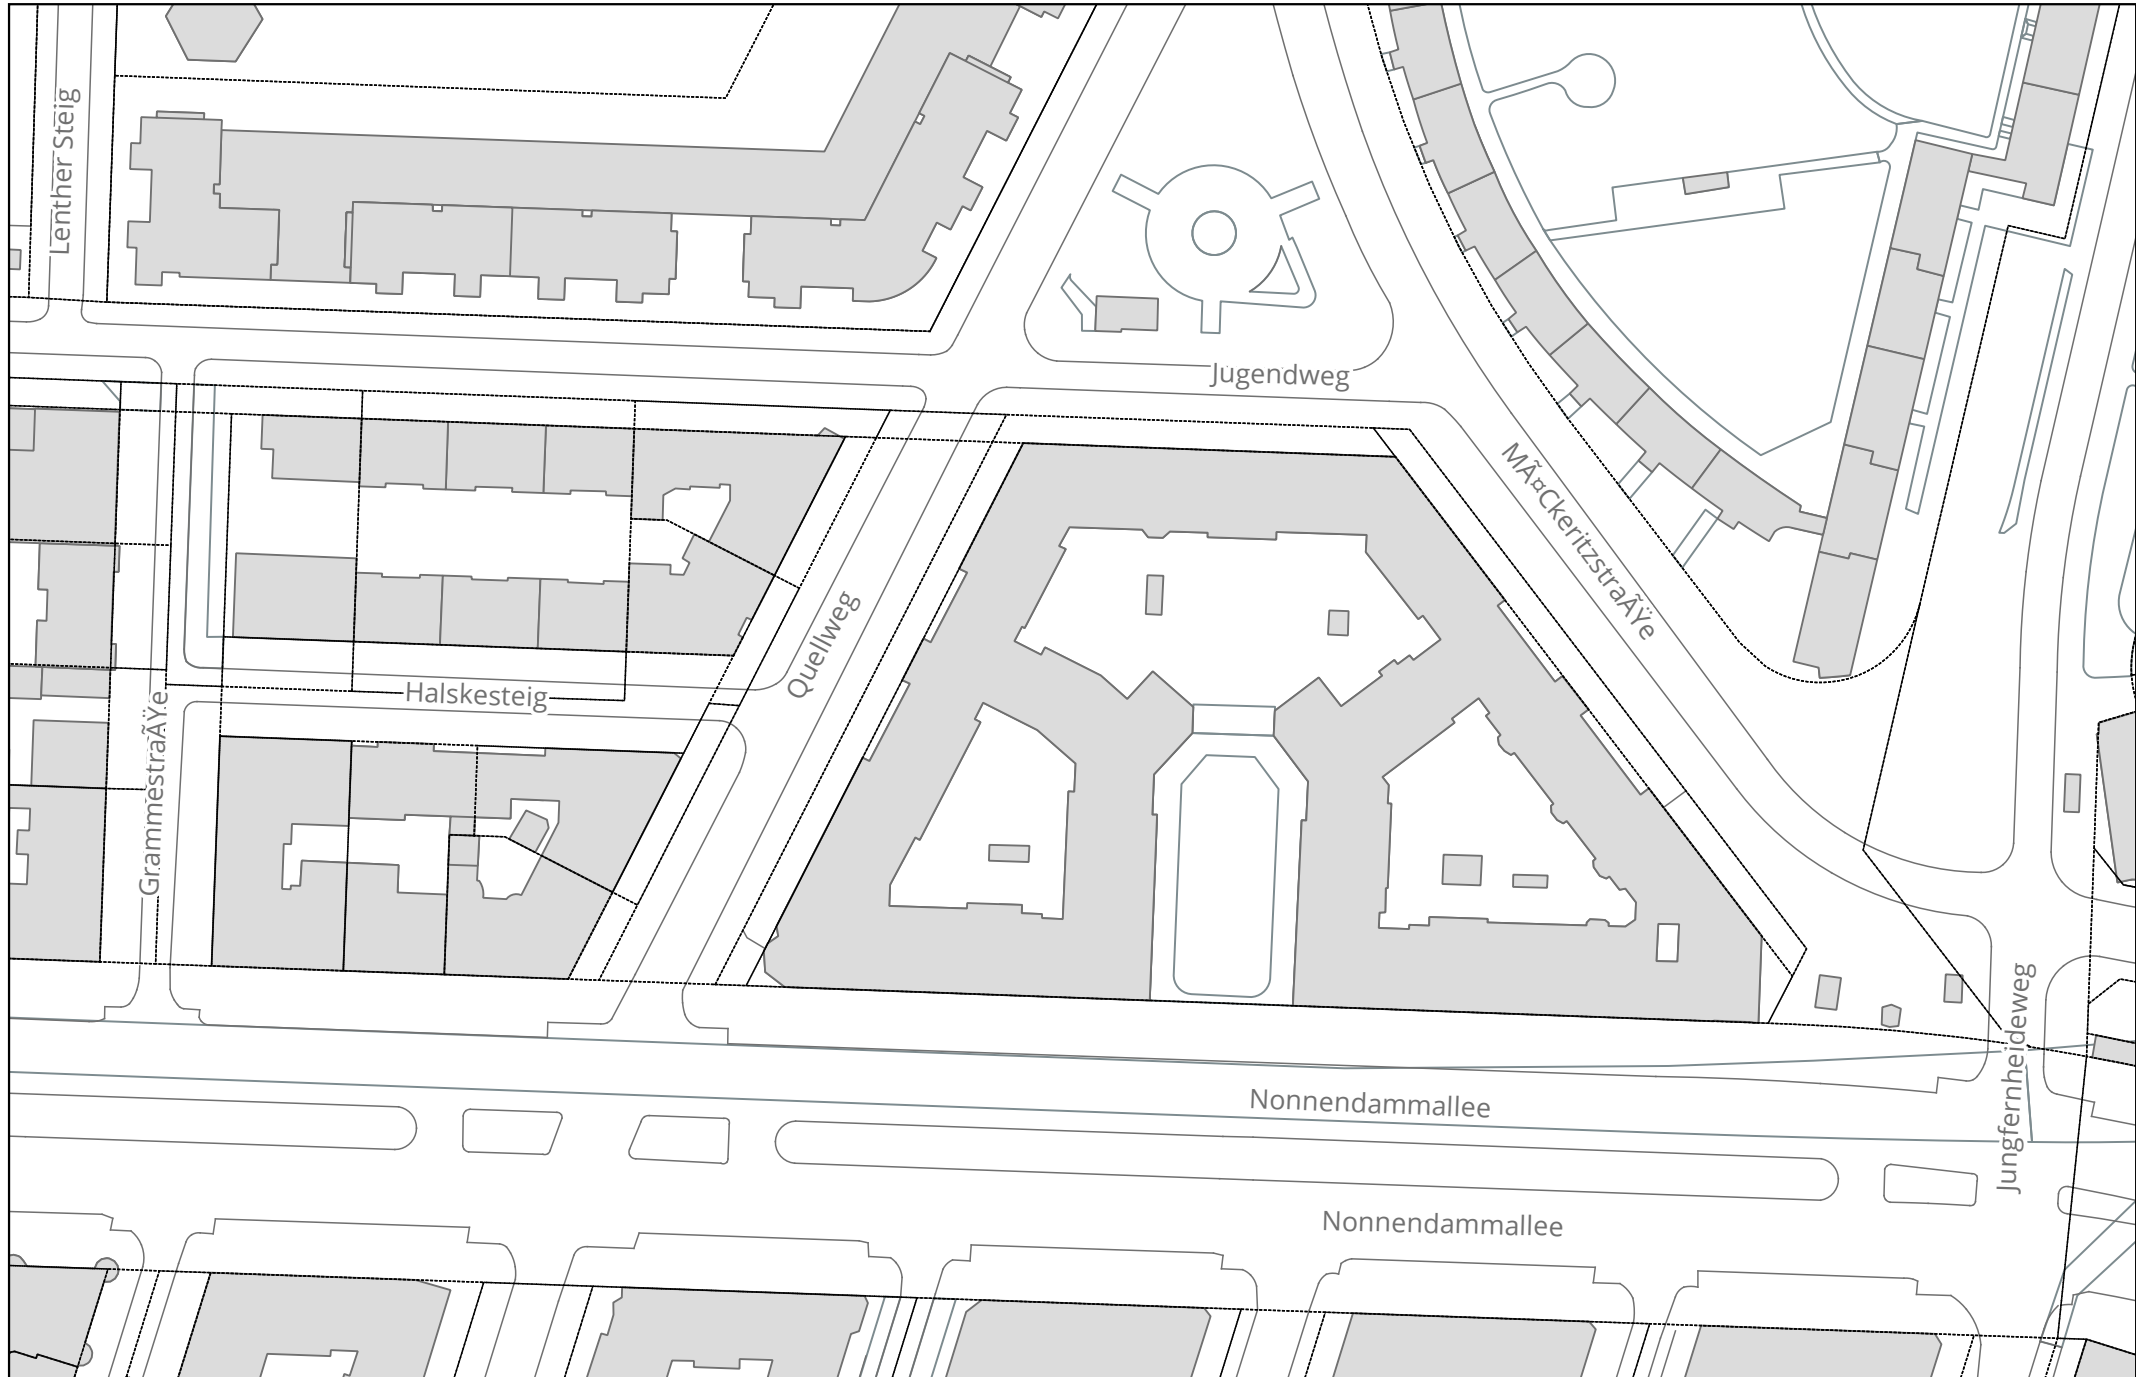 Lenther Steig
Jugendweg
MÃ¤CkeritzstraÃŸe
Quellweg
Halskesteig
GrammestraÃŸe
Jungfernheideweg
Nonnendammallee
Nonnendammallee